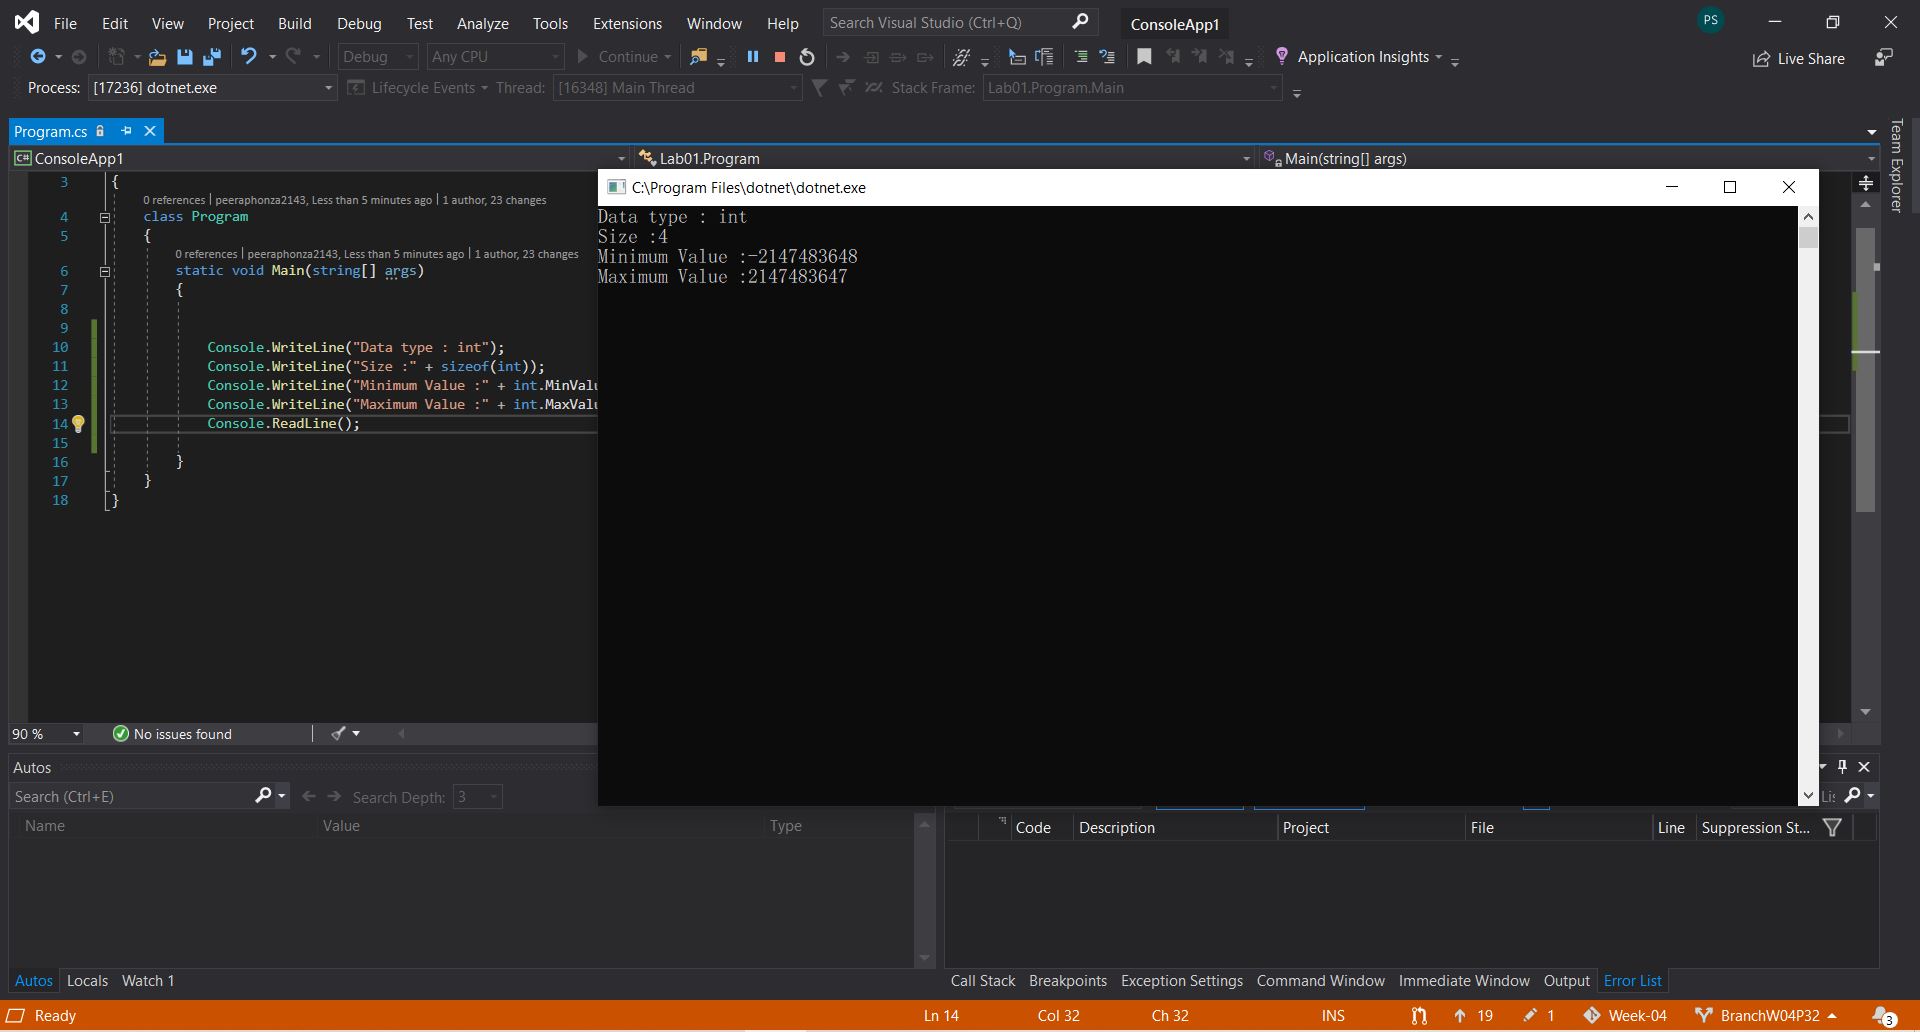 File Edit View Project Build Debug Test Analyze Tools Extensions Window Help Search Visual Studio (Ctrl+Q) ConsoleApp1 PS
Debug Any CPU Continue Application Insights Live Share
Process: [17236] dotnet.exe Lifecycle Events Thread: [16348] Main Thread Stack Frame: Lab01.Program.Main
Program.cs
Team Explorer
C# ConsoleApp1 Lab01.Program Main(string[] args)
3 {
0 references | peeraphonza2143, Less than 5 minutes ago | 1 author, 23 changes
4 class Program
5 {
0 references | peeraphonza2143, Less than 5 minutes ago | 1 author, 23 changes
6 static void Main(string[] args)
7 {
8
9
10 Console.WriteLine("Data type : int");
11 Console.WriteLine("Size :" + sizeof(int));
12 Console.WriteLine("Minimum Value :" + int.MinValu
13 Console.WriteLine("Maximum Value :" + int.MaxValu
14 Console.ReadLine();
15
16 }
17 }
18 }
C:\Program Files\dotnet\dotnet.exe
Data type : int
Size :4
Minimum Value :-2147483648
Maximum Value :2147483647
90 % No issues found
Autos
Search (Ctrl+E) Search Depth: 3
Name Value Type
Code Description Project File Line Suppression St...
Autos Locals Watch 1
Call Stack Breakpoints Exception Settings Command Window Immediate Window Output Error List
Ready Ln 14 Col 32 Ch 32 INS 19 1 Week-04 BranchW04P32 3